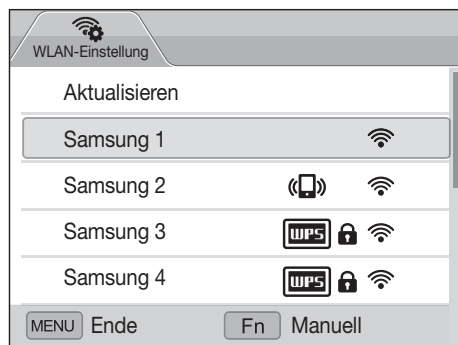 WLAN-Einstellung
Aktualisieren
Samsung 1
Samsung 2
Samsung 3 WPS
Samsung 4 WPS
MENU Ende Fn Manuell